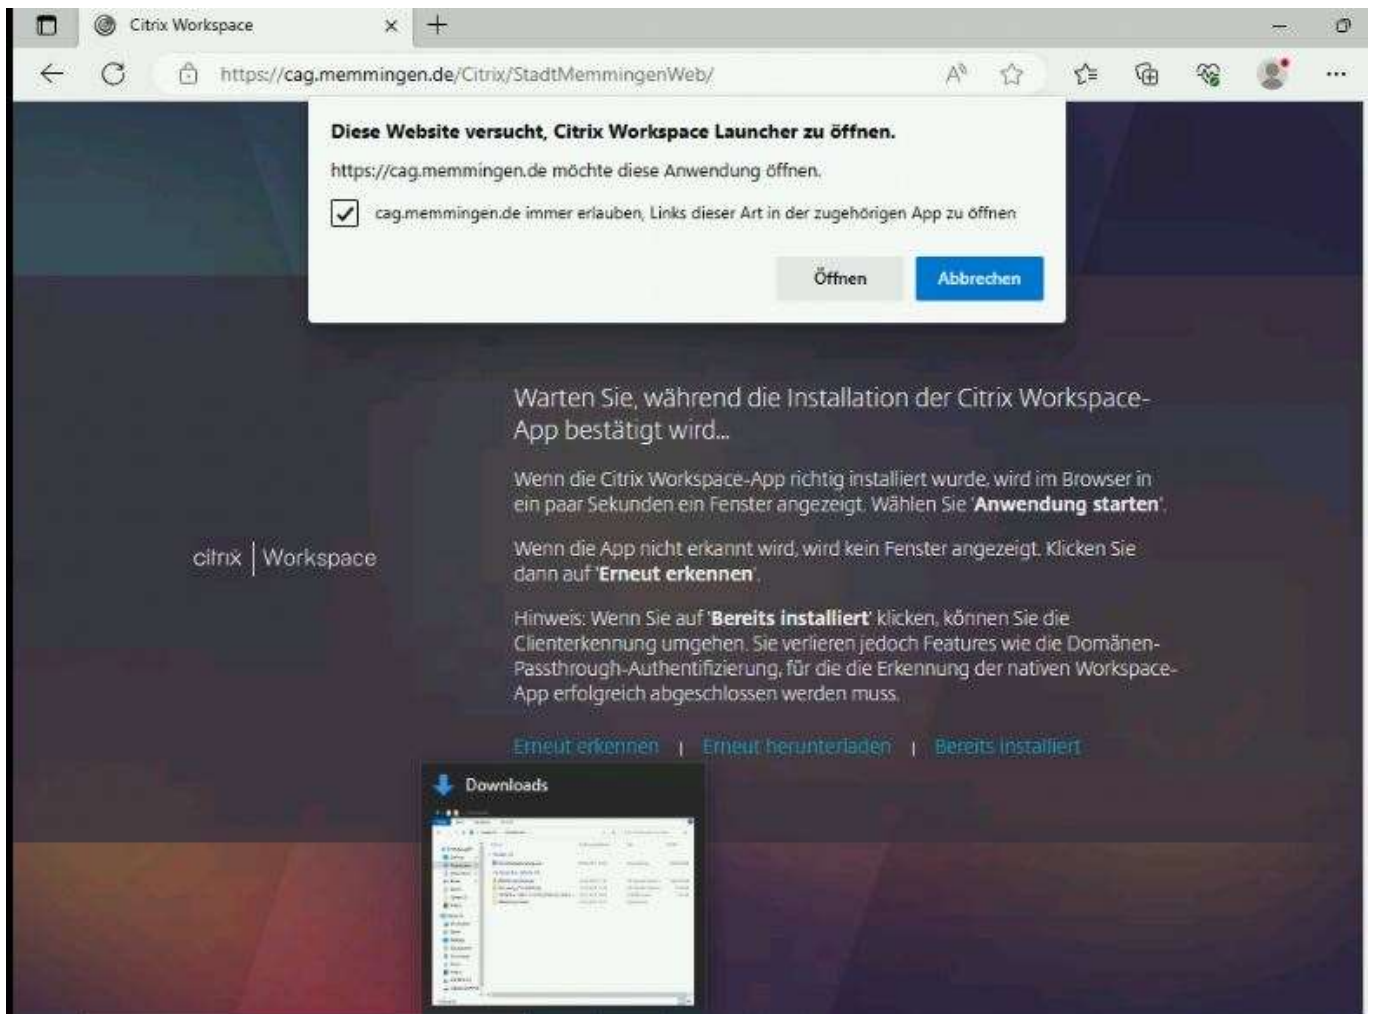 Citrix Workspace
https://cag.memmingen.de/Citrix/StadtMemmingenWeb/
Diese Website versucht, Citrix Workspace Launcher zu öffnen.
https://cag.memmingen.de möchte diese Anwendung öffnen.
cag.memmingen.de immer erlauben, Links dieser Art in der zugehörigen App zu öffnen
Öffnen
Abbrechen
Warten Sie, während die Installation der Citrix Workspace-
App bestätigt wird...
Wenn die Citrix Workspace-App richtig installiert wurde, wird im Browser in
ein paar Sekunden ein Fenster angezeigt. Wählen Sie 'Anwendung starten'.
Wenn die App nicht erkannt wird, wird kein Fenster angezeigt. Klicken Sie
dann auf 'Erneut erkennen'.
citrix | Workspace
Hinweis: Wenn Sie auf 'Bereits installiert' klicken, können Sie die
Clienterkennung umgehen. Sie verlieren jedoch Features wie die Domänen-
Passthrough-Authentifizierung, für die die Erkennung der nativen Workspace-
App erfolgreich abgeschlossen werden muss.
Erneut erkennen | Erneut herunterladen | Bereits installiert
Downloads